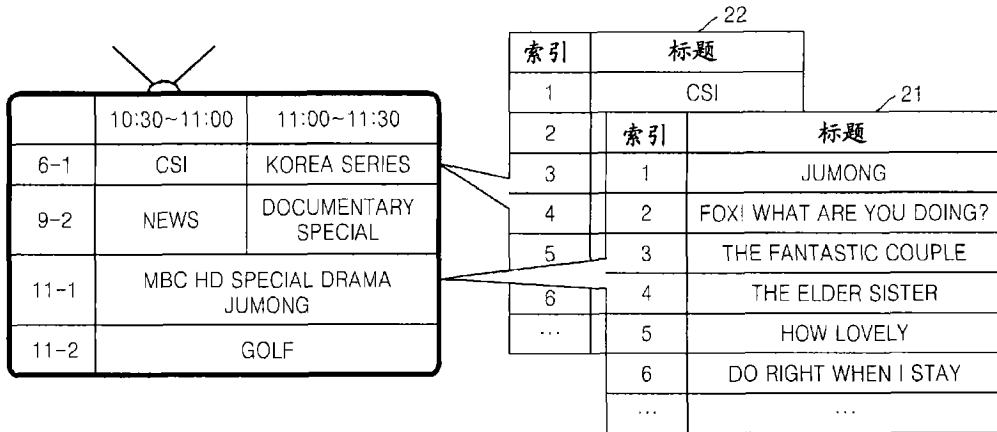 10:30~11:00 11:00~11:30
6-1 CSI KOREA SERIES
9-2 NEWS DOCUMENTARY
SPECIAL
11-1 MBC HD SPECIAL DRAMA
JUMONG
11-2 GOLF
22
索引 标题
1 CSI
2
3
4
5
6
...
21
索引 标题
1 JUMONG
2 FOX! WHAT ARE YOU DOING?
3 THE FANTASTIC COUPLE
4 THE ELDER SISTER
5 HOW LOVELY
6 DO RIGHT WHEN I STAY
... ...